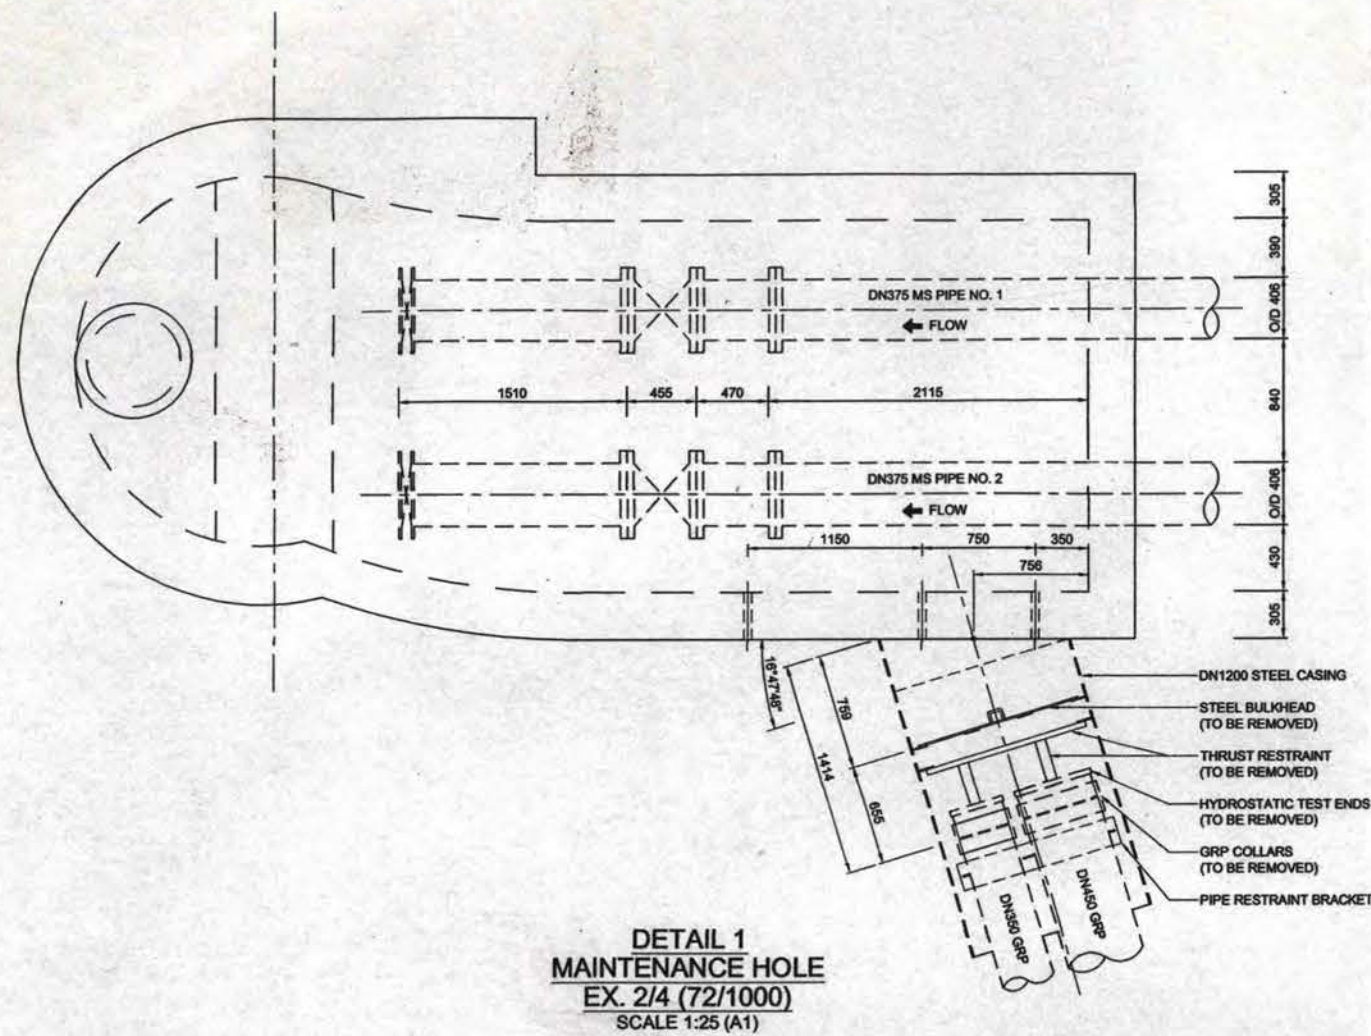 305
390
DN375 MS PIPE NO. 1
O/D 406
FLOW
1510
455
470
2115
840
DN375 MS PIPE NO. 2
O/D 406
FLOW
1150
750
350
756
430
305
16°47'48"
759
1414
655
DN1200 STEEL CASING
STEEL BULKHEAD
(TO BE REMOVED)
THRUST RESTRAINT
(TO BE REMOVED)
HYDROSTATIC TEST ENDS
(TO BE REMOVED)
GRP COLLARS
(TO BE REMOVED)
PIPE RESTRAINT BRACKET
DN350 GRP
DN450 GRP
DETAIL 1
MAINTENANCE HOLE
EX. 2/4 (72/1000)
SCALE 1:25 (A1)